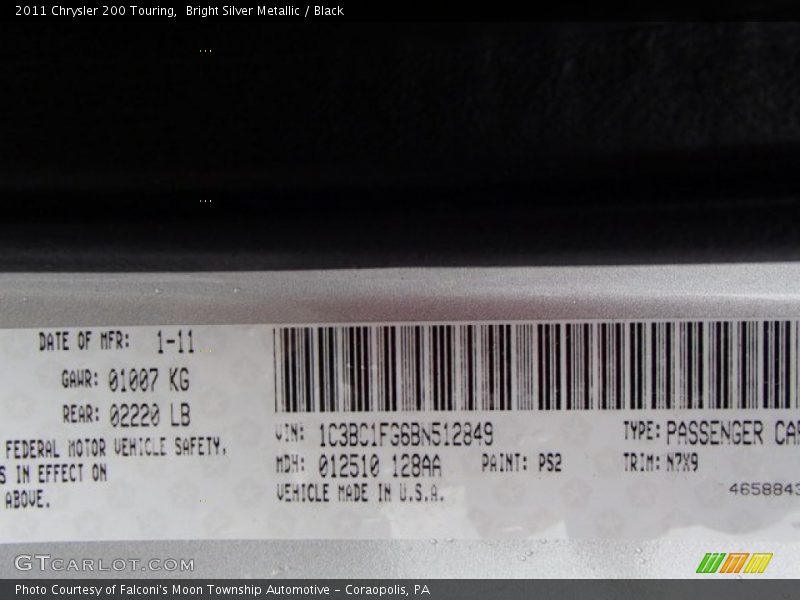 2011 Chrysler 200 Touring,  Bright Silver Metallic / Black
DATE OF MFR: 1-11
GAWR: 01007 KG
REAR: 02220 LB
FEDERAL MOTOR VEHICLE SAFETY,
S IN EFFECT ON
ABOVE.
VIN: 1C3BC1FG6BN512849
TYPE: PASSENGER CAR
MDH: 012510 128AA PAINT: PS2 TRIM: N7X9
VEHICLE MADE IN U.S.A.
4658843
GTCARLOT.COM
Photo Courtesy of Falconi's Moon Township Automotive - Coraopolis, PA